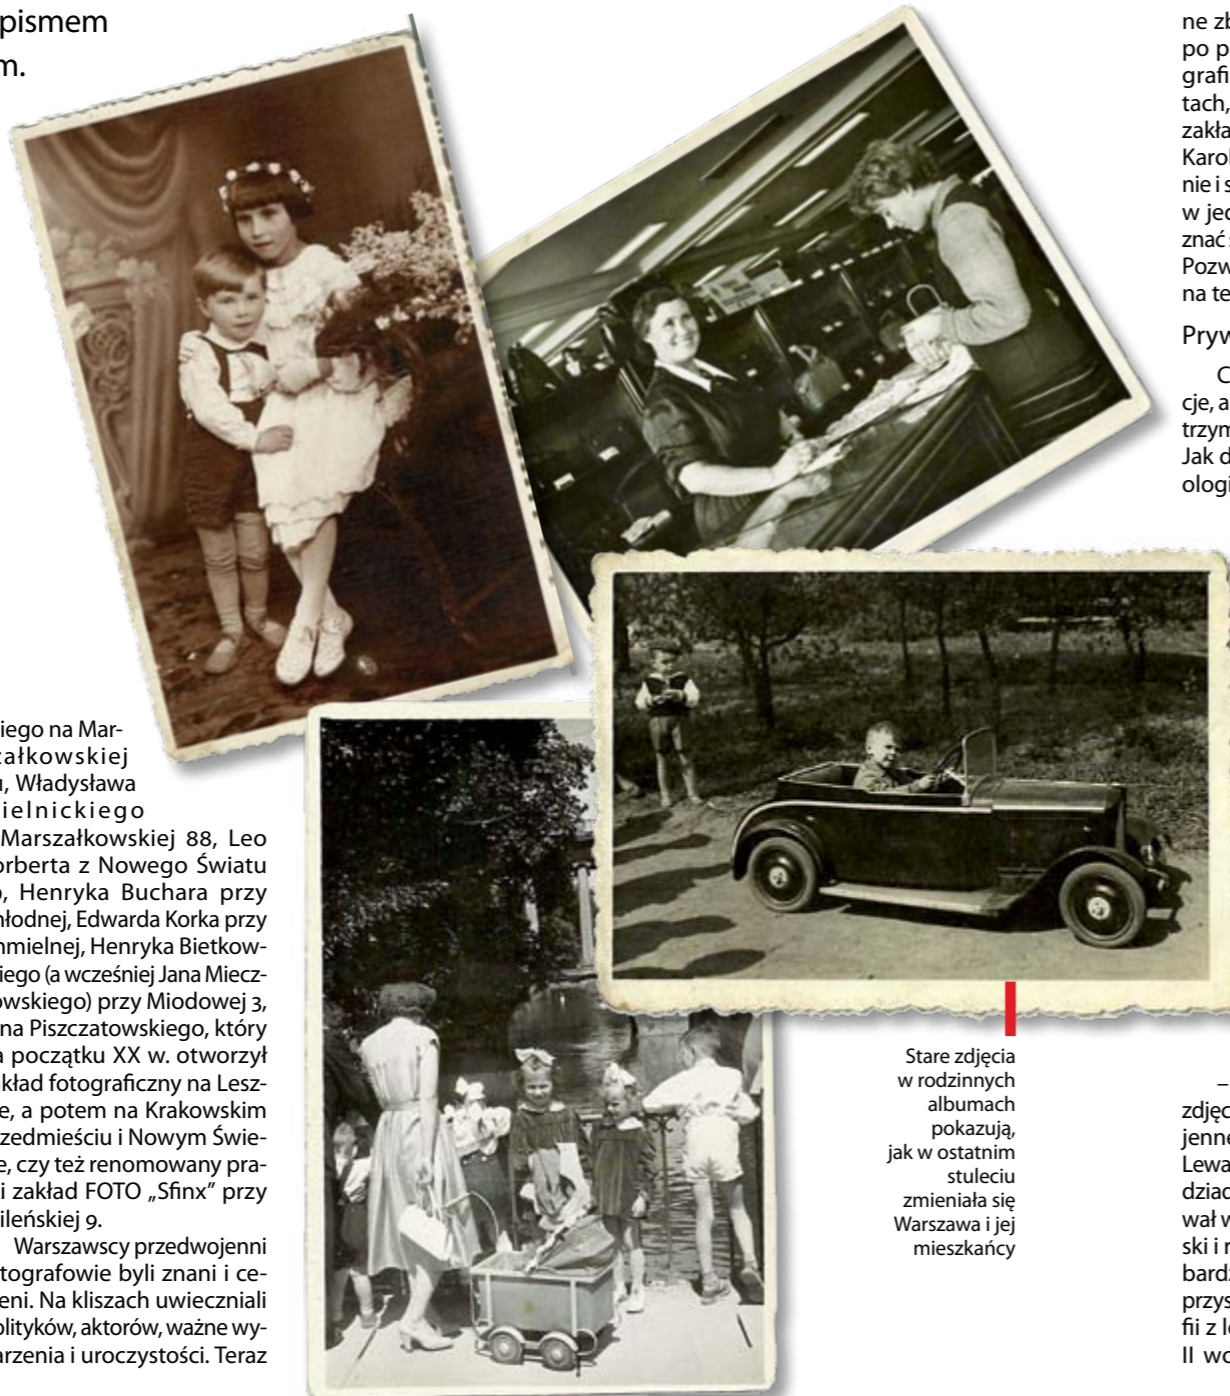 pismem
m.
iego na Mar-
załkowskiej
1, Władysława
ielnickiego
Marszałkowskiej 88, Leo
orberta z Nowego Światu
, Henryka Buchara przy
hłodnej, Edwarda Korka przy
hmielnej, Henryka Bietkow-
iego (a wcześniej Jana Miecz-
owskiego) przy Miodowej 3,
na Piszczatowskiego, który
a początku XX w. otworzył
kład fotograficzny na Lesz-
e, a potem na Krakowskim
rzedmieściu i Nowym Świe-
e, czy też renomowany pra-
i zakład FOTO „Sfinx” przy
ileńskiej 9.
Warszawscy przedwojenni
tografowie byli znani i ce-
eni. Na kliszach uwieczniali
olityków, aktorów, ważne wy-
arzenia i uroczystości. Teraz
Stare zdjęcia
w rodzinnych
albumach
pokazują,
jak w ostatnim
stuleciu
zmieniała się
Warszawa i jej
mieszkańcy
ne zb
po p
grafi
tach,
zakła
Karol
nie i s
w jed
znać s
Pozw
na te
Pryw
C
cje, a
trzym
Jak d
ologi
–
zdjęc
jenne
Lewa
dziad
wał w
ski i r
bardz
przys
fii z l
II wo